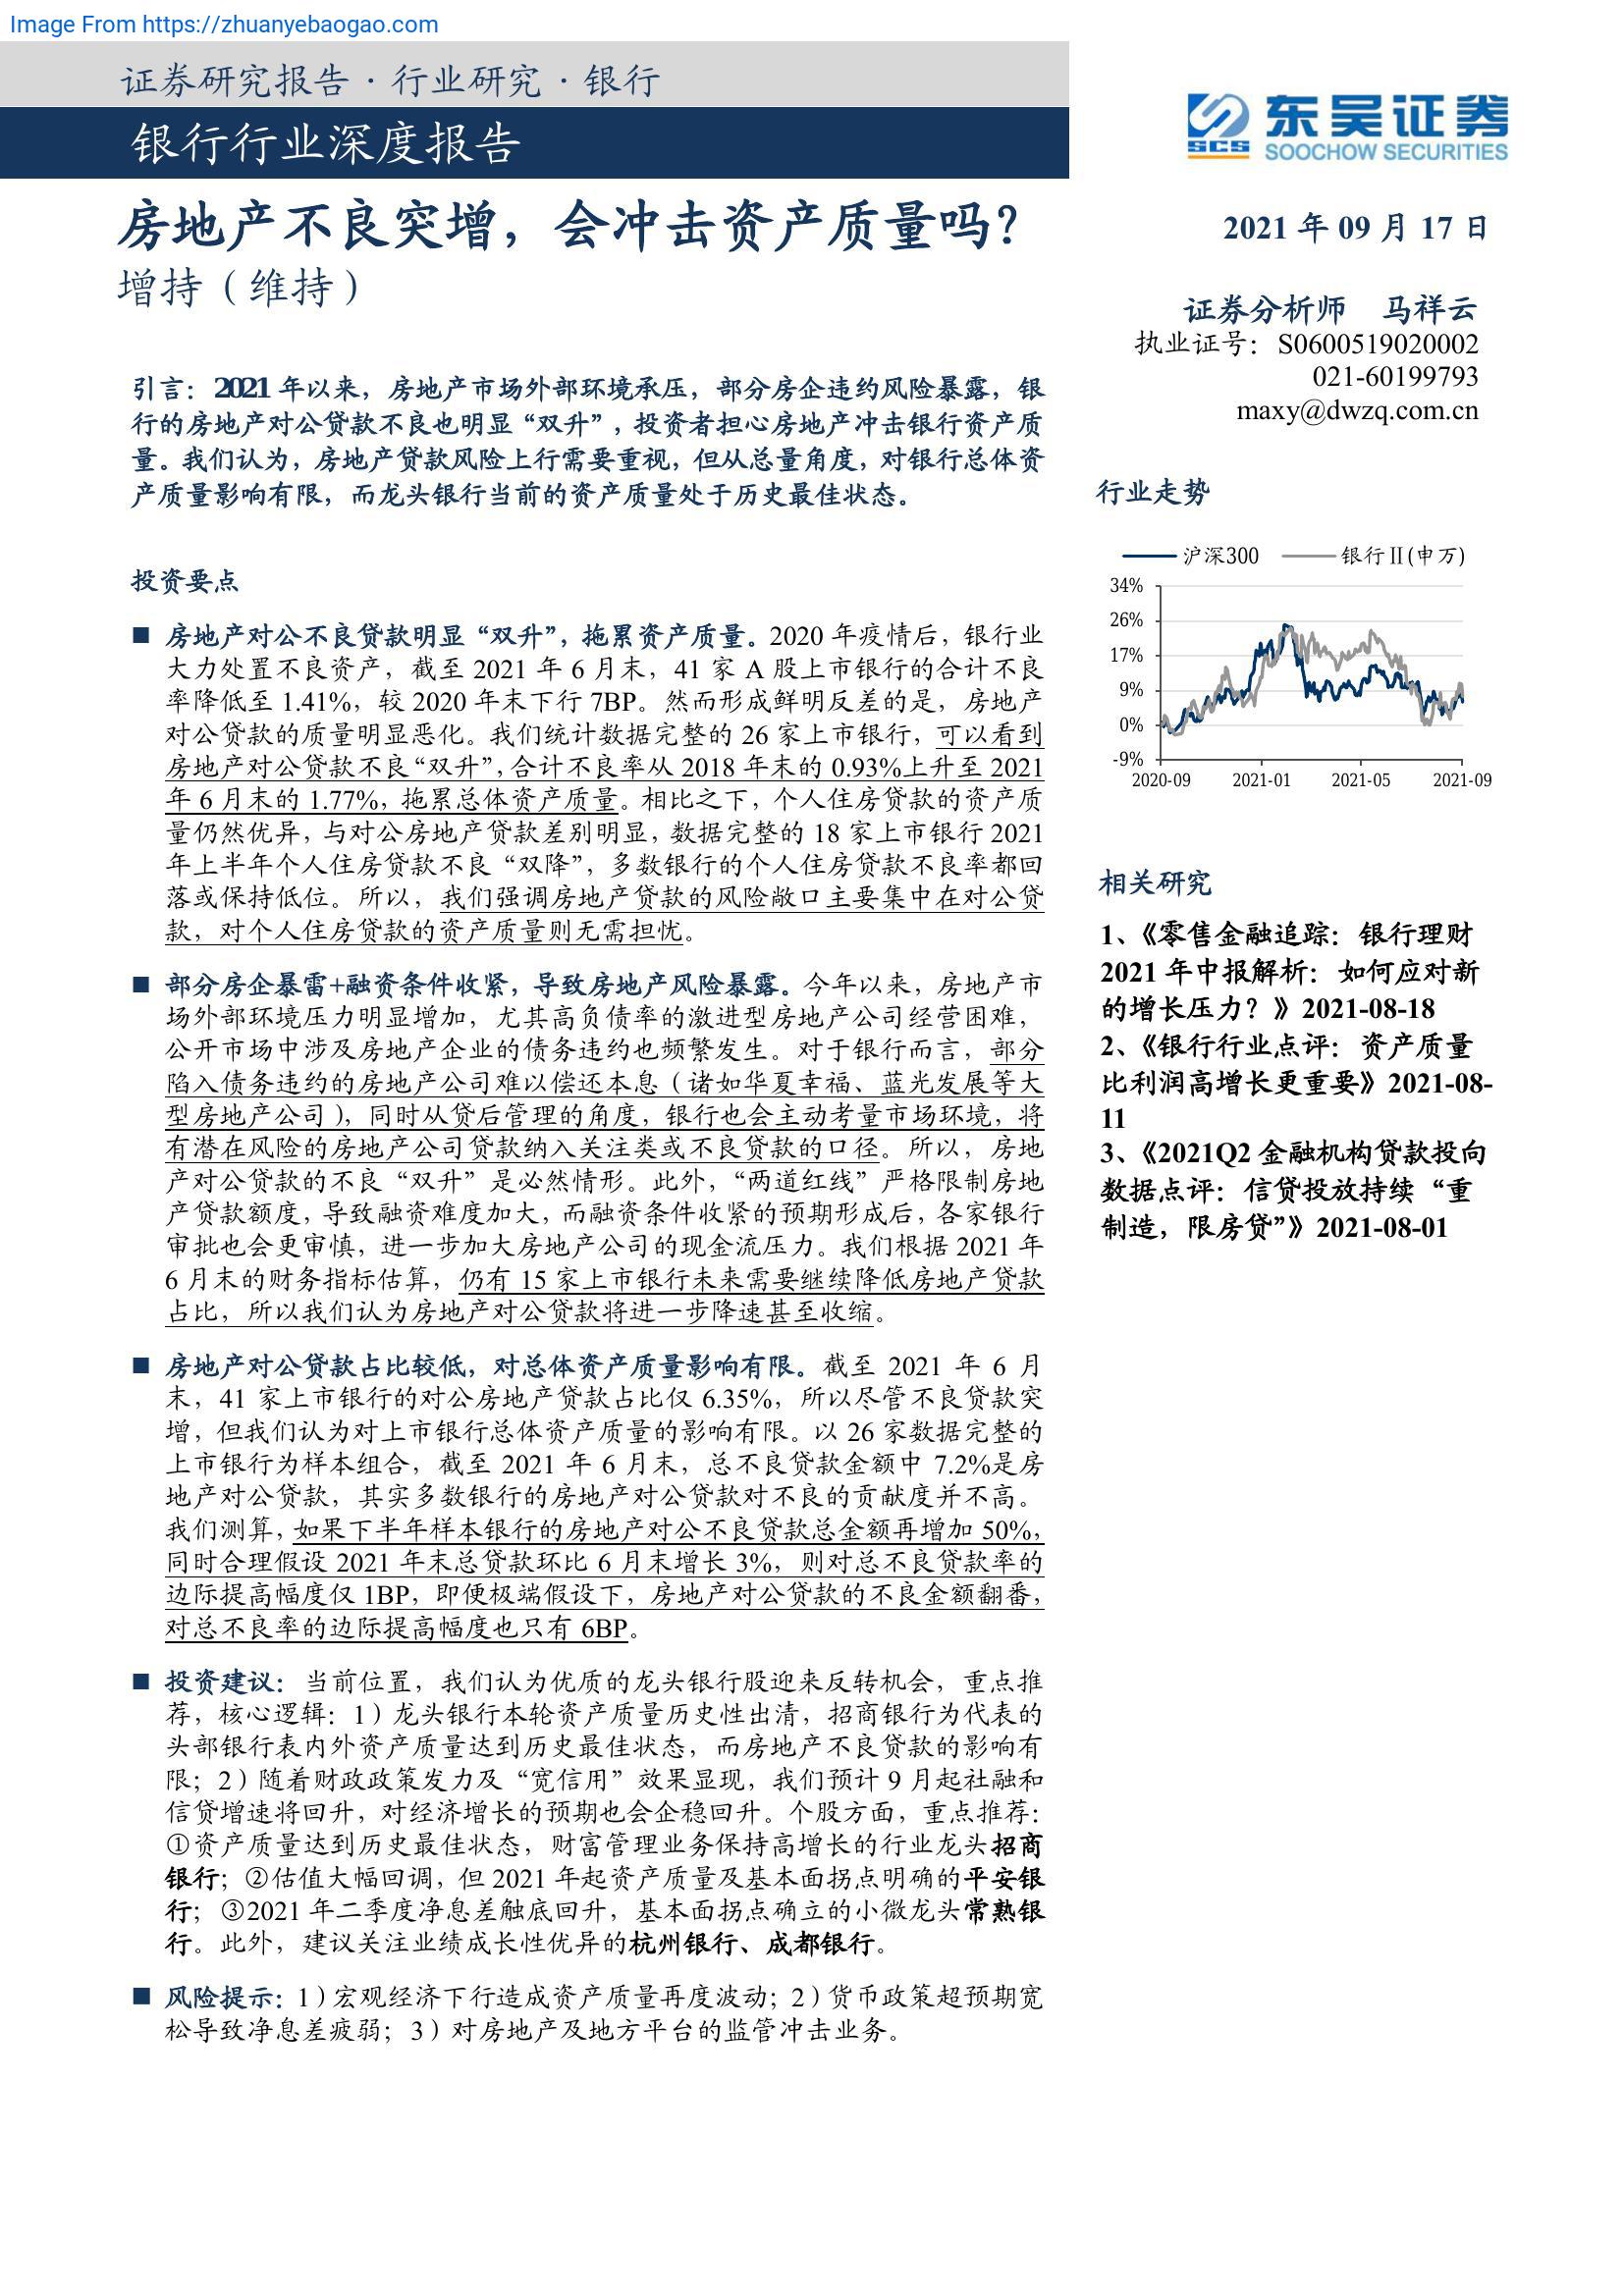 Image From https://zhuanyebaogao.com
证券研究报告·行业研究·银行
银行行业深度报告
东吴证券
SCS
SOOCHOW SECURITIES
房地产不良突增，会冲击资产质量吗？
增持（维持）
2021 年 09 月 17 日
证券分析师 马祥云
执业证号：S0600519020002
021-60199793
maxy@dwzq.com.cn
引言：2021 年以来，房地产市场外部环境承压，部分房企违约风险暴露，银
行的房地产对公贷款不良也明显“双升”，投资者担心房地产冲击银行资产质
量。我们认为，房地产贷款风险上行需要重视，但从总量角度，对银行总体资
产质量影响有限，而龙头银行当前的资产质量处于历史最佳状态。
投资要点
■ 房地产对公不良贷款明显“双升”，拖累资产质量。2020 年疫情后，银行业
大力处置不良资产，截至 2021 年 6 月末，41 家 A 股上市银行的合计不良
率降低至 1.41%，较 2020 年末下行 7BP。然而形成鲜明反差的是，房地产
对公贷款的质量明显恶化。我们统计数据完整的 26 家上市银行，可以看到
房地产对公贷款不良“双升”，合计不良率从 2018 年末的 0.93%上升至 2021
年 6 月末的 1.77%，拖累总体资产质量。相比之下，个人住房贷款的资产质
量仍然优异，与对公房地产贷款差别明显，数据完整的 18 家上市银行 2021
年上半年个人住房贷款不良“双降”，多数银行的个人住房贷款不良率都回
落或保持低位。所以，我们强调房地产贷款的风险敞口主要集中在对公贷
款，对个人住房贷款的资产质量则无需担忧。
■ 部分房企暴雷+融资条件收紧，导致房地产风险暴露。今年以来，房地产市
场外部环境压力明显增加，尤其高负债率的激进型房地产公司经营困难，
公开市场中涉及房地产企业的债务违约也频繁发生。对于银行而言，部分
陷入债务违约的房地产公司难以偿还本息（诸如华夏幸福、蓝光发展等大
型房地产公司），同时从贷后管理的角度，银行也会主动考量市场环境，将
有潜在风险的房地产公司贷款纳入关注类或不良贷款的口径。所以，房地
产对公贷款的不良“双升”是必然情形。此外，“两道红线”严格限制房地
产贷款额度，导致融资难度加大，而融资条件收紧的预期形成后，各家银行
审批也会更审慎，进一步加大房地产公司的现金流压力。我们根据 2021 年
6 月末的财务指标估算，仍有 15 家上市银行未来需要继续降低房地产贷款
占比，所以我们认为房地产对公贷款将进一步降速甚至收缩。
■ 房地产对公贷款占比较低，对总体资产质量影响有限。截至 2021 年 6 月
末，41 家上市银行的对公房地产贷款占比仅 6.35%，所以尽管不良贷款突
增，但我们认为对上市银行总体资产质量的影响有限。以 26 家数据完整的
上市银行为样本组合，截至 2021 年 6 月末，总不良贷款金额中 7.2%是房
地产对公贷款，其实多数银行的房地产对公贷款对不良的贡献度并不高。
我们测算，如果下半年样本银行的房地产对公不良贷款总金额再增加 50%，
同时合理假设 2021 年末总贷款环比 6 月末增长 3%，则对总不良贷款率的
边际提高幅度仅 1BP，即便极端假设下，房地产对公贷款的不良金额翻番，
对总不良率的边际提高幅度也只有 6BP。
■ 投资建议：当前位置，我们认为优质的龙头银行股迎来反转机会，重点推
荐，核心逻辑：1）龙头银行本轮资产质量历史性出清，招商银行为代表的
头部银行表内外资产质量达到历史最佳状态，而房地产不良贷款的影响有
限；2）随着财政政策发力及“宽信用”效果显现，我们预计 9 月起社融和
信贷增速将回升，对经济增长的预期也会企稳回升。个股方面，重点推荐：
①资产质量达到历史最佳状态，财富管理业务保持高增长的行业龙头招商
银行；②估值大幅回调，但 2021 年起资产质量及基本面拐点明确的平安银
行；③2021 年二季度净息差触底回升，基本面拐点确立的小微龙头常熟银
行。此外，建议关注业绩成长性优异的杭州银行、成都银行。
■ 风险提示：1）宏观经济下行造成资产质量再度波动；2）货币政策超预期宽
松导致净息差疲弱；3）对房地产及地方平台的监管冲击业务。
行业走势
沪深300 银行Ⅱ(申万)
34%
26%
17%
9%
0%
-9%
2020-09 2021-01 2021-05 2021-09
相关研究
1、《零售金融追踪：银行理财
2021 年中报解析：如何应对新
的增长压力？》2021-08-18
2、《银行行业点评：资产质量
比利润高增长更重要》2021-08-
11
3、《2021Q2 金融机构贷款投向
数据点评：信贷投放持续“重
制造，限房贷”》2021-08-01